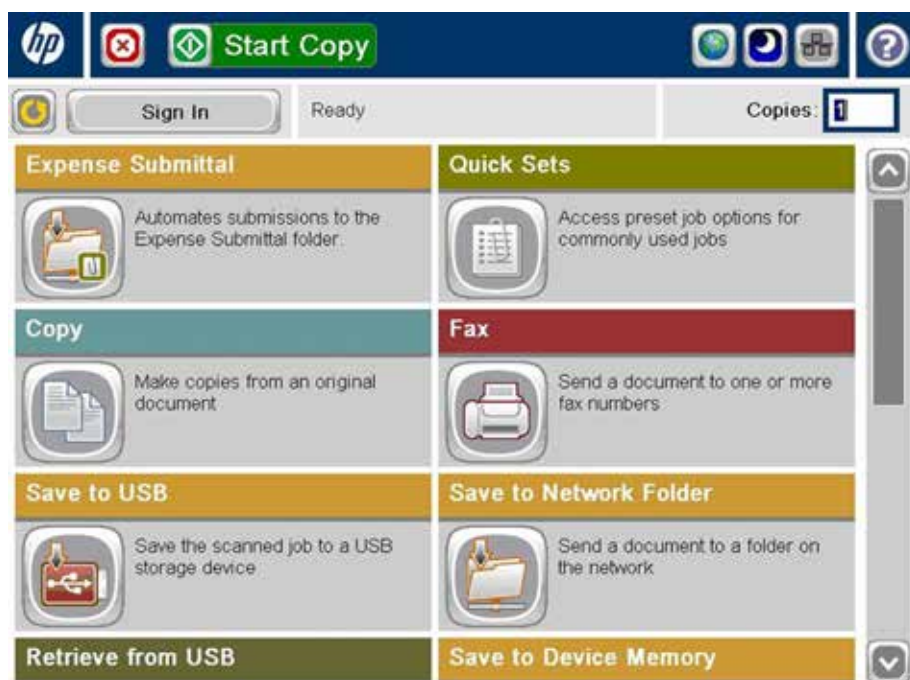 hp
Start Copy
?
Sign In
Ready
Copies: 1
Expense Submittal
Automates submissions to the
Expense Submittal folder.
Quick Sets
Access preset job options for
commonly used jobs
Copy
Make copies from an original
document
Fax
Send a document to one or more
fax numbers
Save to USB
Save the scanned job to a USB
storage device
Save to Network Folder
Send a document to a folder on
the network
Retrieve from USB
Save to Device Memory